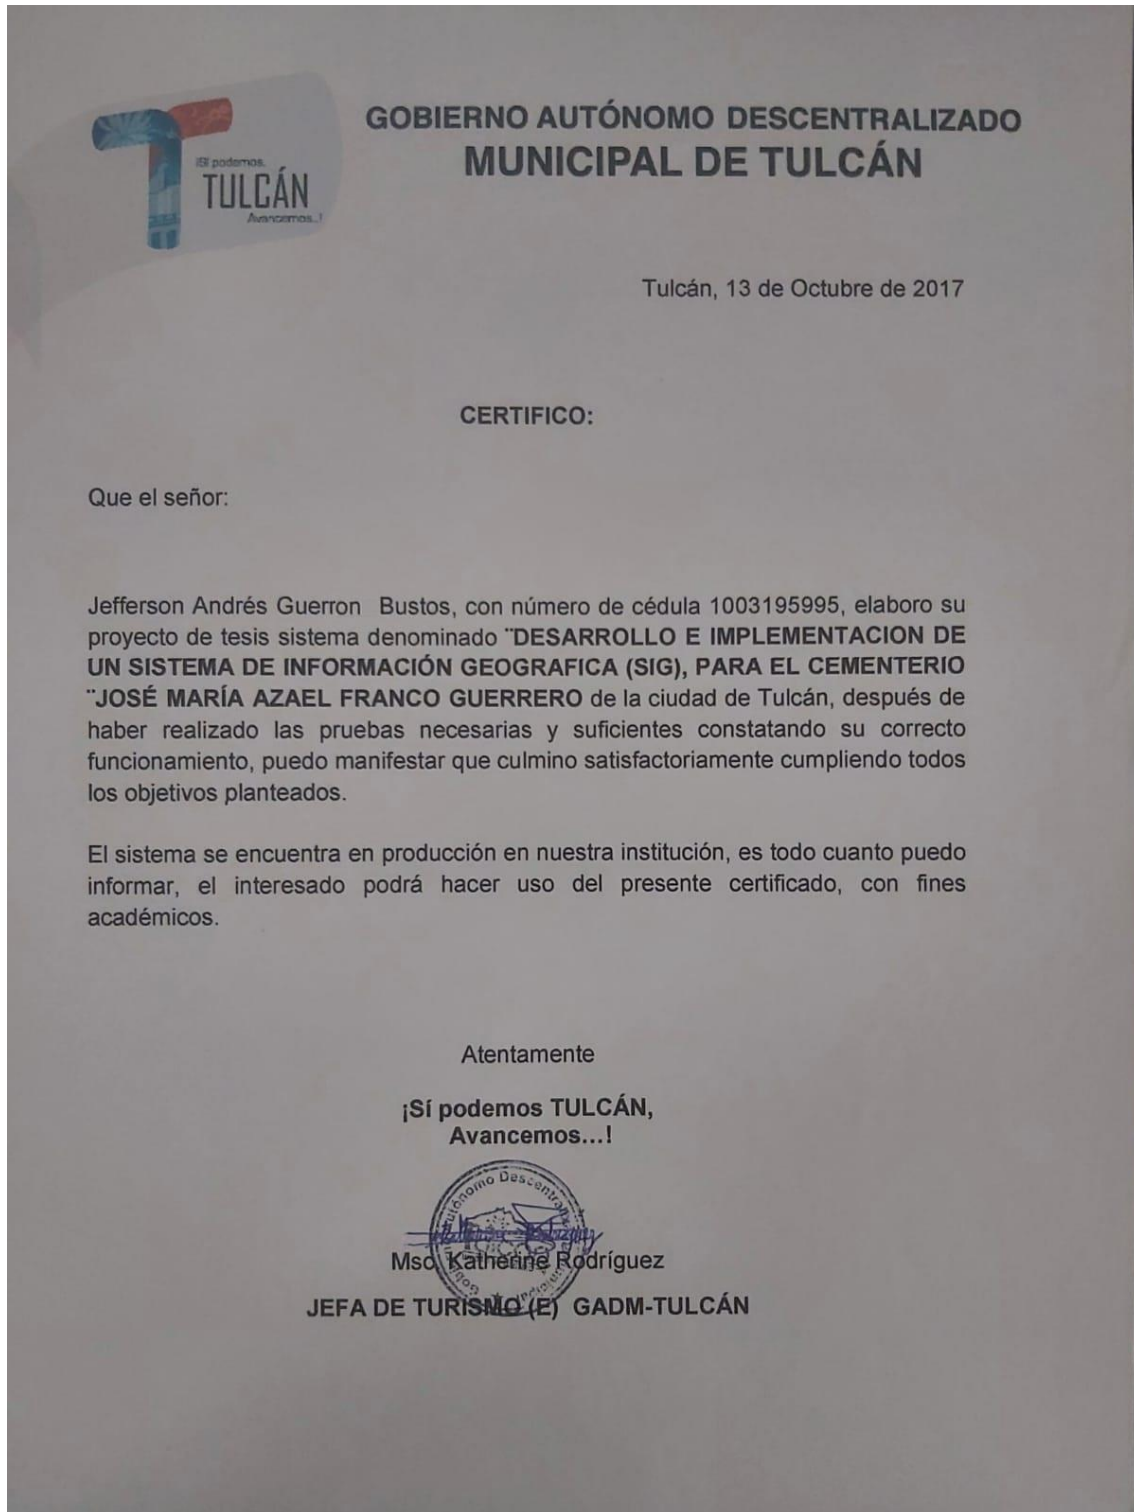 ¡Sí podemos.
TULCÁN
Avancemos..!
GOBIERNO AUTÓNOMO DESCENTRALIZADO
MUNICIPAL DE TULCÁN
Tulcán, 13 de Octubre de 2017
CERTIFICO:
Que el señor:
Jefferson Andrés Guerron Bustos, con número de cédula 1003195995, elaboro su
proyecto de tesis sistema denominado ¨DESARROLLO E IMPLEMENTACION DE
UN SISTEMA DE INFORMACIÓN GEOGRAFICA (SIG), PARA EL CEMENTERIO
¨JOSÉ MARÍA AZAEL FRANCO GUERRERO de la ciudad de Tulcán, después de
haber realizado las pruebas necesarias y suficientes constatando su correcto
funcionamiento, puedo manifestar que culmino satisfactoriamente cumpliendo todos
los objetivos planteados.
El sistema se encuentra en producción en nuestra institución, es todo cuanto puedo
informar, el interesado podrá hacer uso del presente certificado, con fines
académicos.
Atentamente
¡Sí podemos TULCÁN,
Avancemos...!
Autónomo Descentra
Msc. Katherine Rodríguez
JEFA DE TURISMO (E) GADM-TULCÁN